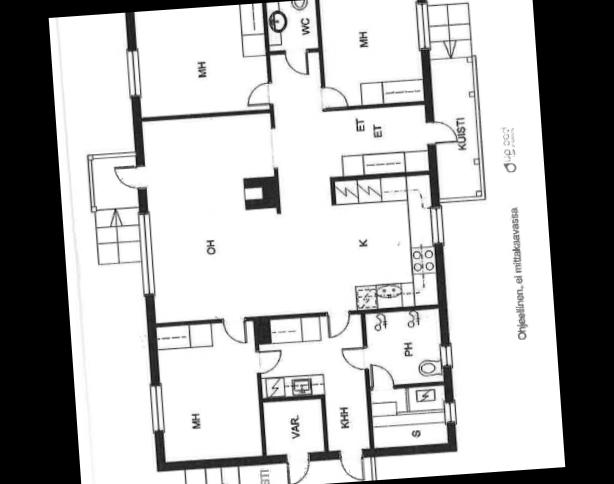 WC
MH
MH
ET
ET
KUISTI
OH
K
Ohjeellinen, ei mittakaavassa
PH
MH
VAR.
KHH
S